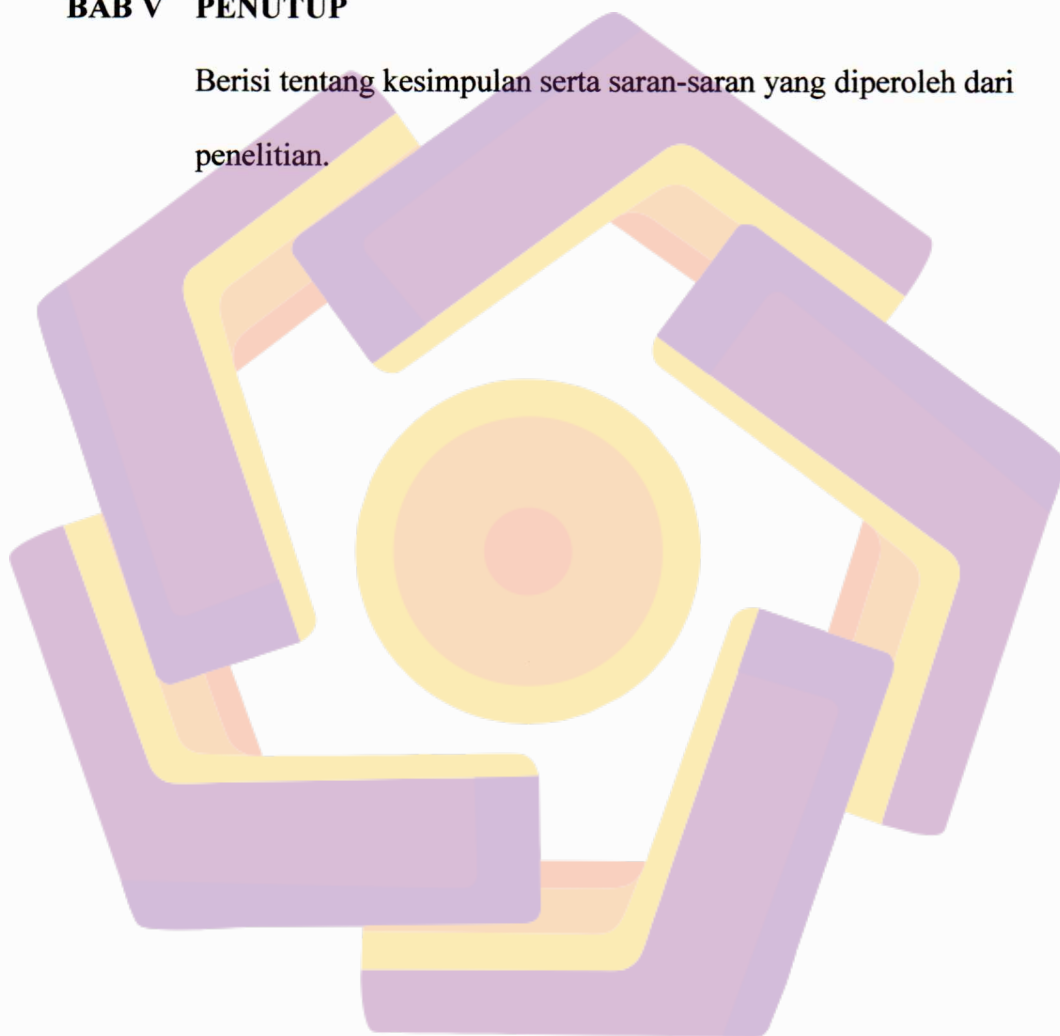 BAB V PENUTUP
Berisi tentang kesimpulan serta saran-saran yang diperoleh dari
penelitian.